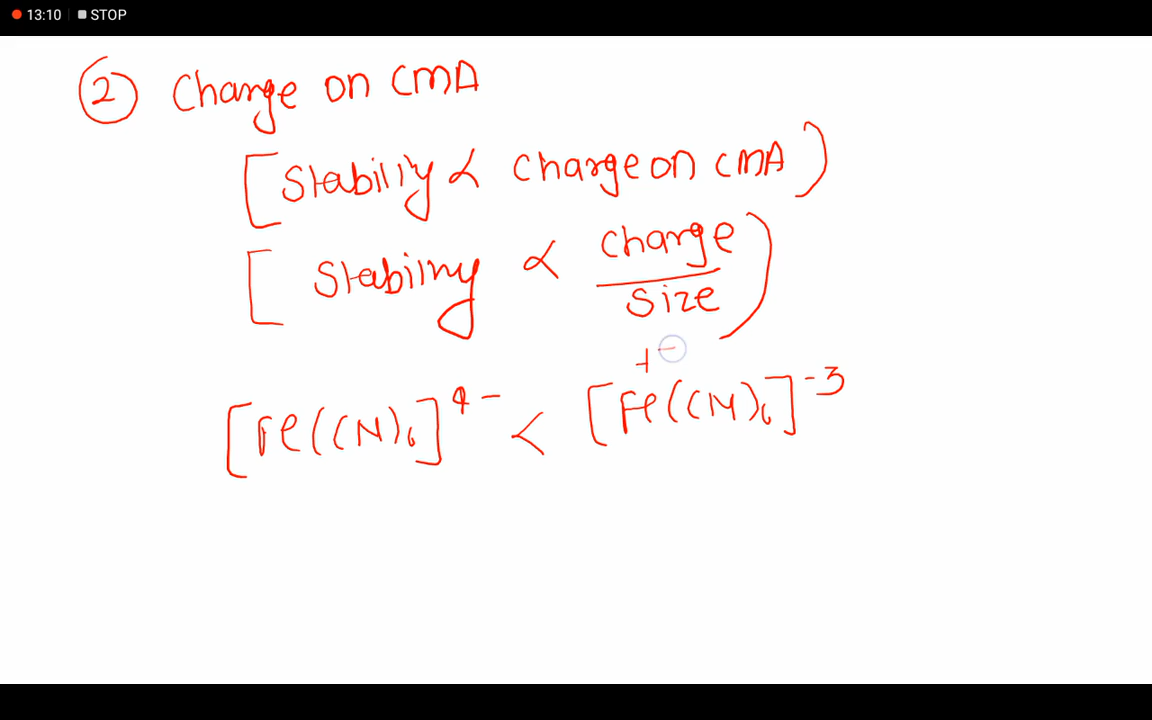 13:10 STOP
2 Charge on CMA
[Stability ∝ Charge on CMA)
[Stability ∝ Charge/Size)
+
[Fe(CN)6]4- < [Fe(CN)6]-3